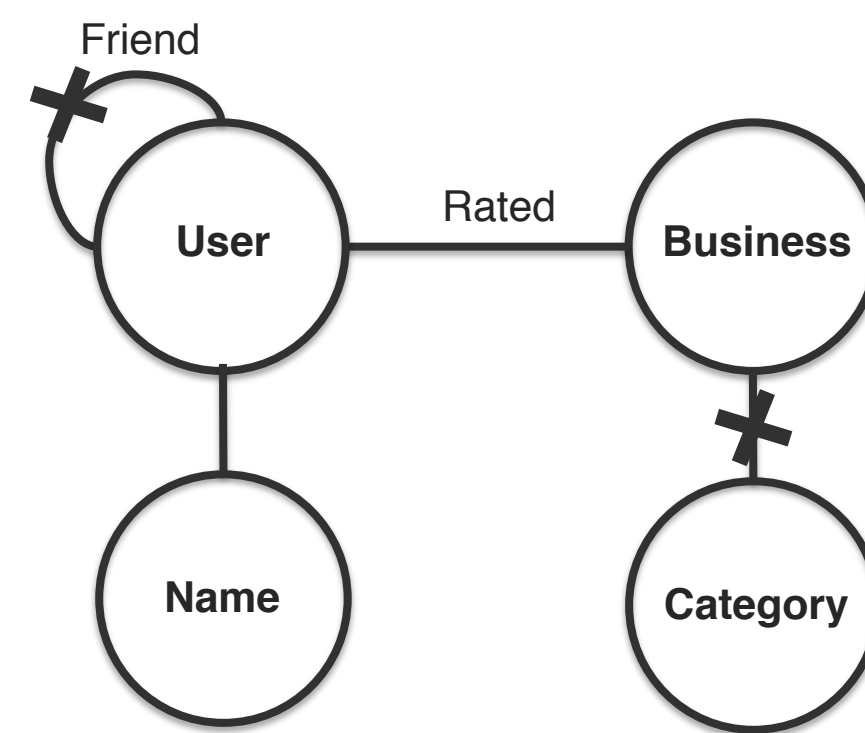 Friend
Rated
User
Business
Name
Category